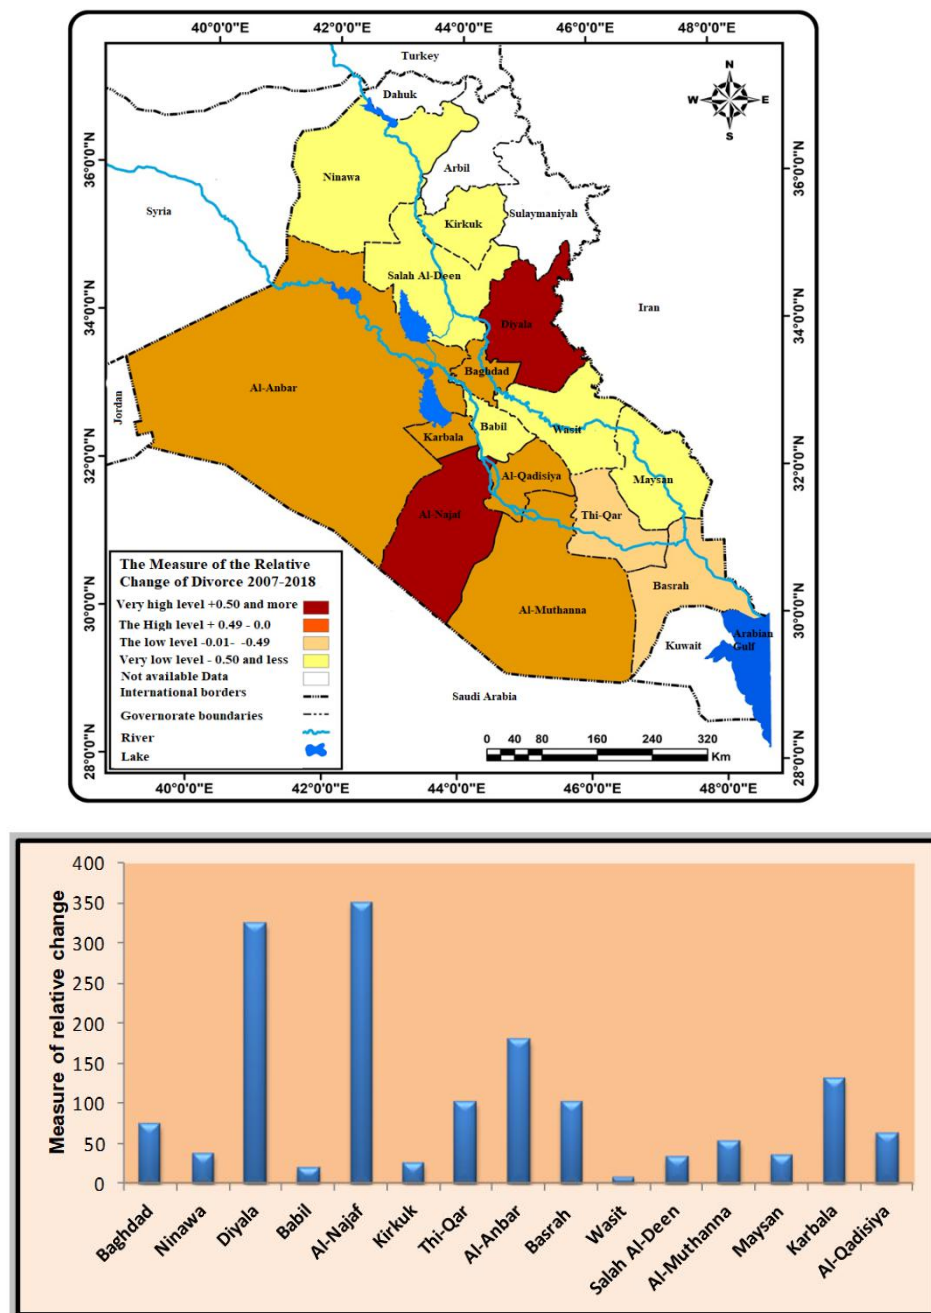 40°0'0"E
42°0'0"E
44°0'0"E
46°0'0"E
48°0'0"E
Turkey
Dahuk
N
W
E
S
36°0'0"N
36°0'0"N
Arbil
Ninawa
Syria
Sulaymaniyah
Kirkuk
Salah Al-Deen
34°0'0"N
34°0'0"N
Iran
Diyala
Baghdad
Al-Anbar
Jordan
Babil
Wasit
Karbala
32°0'0"N
32°0'0"N
Al-Qadisiya
Maysan
Al-Najaf
Thi-Qar
Basrah
30°0'0"N
30°0'0"N
Al-Muthanna
Kuwait
Arabian
Gulf
Saudi Arabia
The Measure of the Relative
Change of Divorce 2007-2018
Very high level +0.50 and more
The High level + 0.49 - 0.0
The low level -0.01- -0.49
Very low level - 0.50 and less
Not available Data
International borders
Governorate boundaries
River
Lake
0 40 80 160 240 320
Km
28°0'0"N
28°0'0"N
40°0'0"E
42°0'0"E
44°0'0"E
46°0'0"E
48°0'0"E
Measure of relative change
400
350
300
250
200
150
100
50
0
Baghdad
Ninawa
Diyala
Babil
Al-Najaf
Kirkuk
Thi-Qar
Al-Anbar
Basrah
Wasit
Salah Al-Deen
Al-Muthanna
Maysan
Karbala
Al-Qadisiya